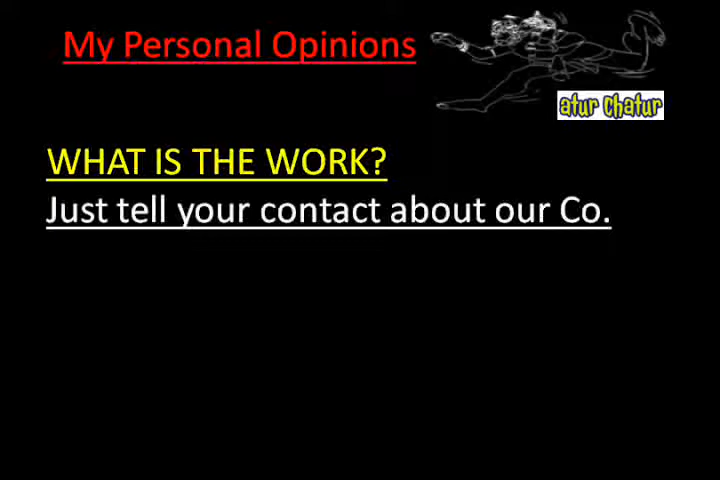 My Personal Opinions
atur Chatur
WHAT IS THE WORK?
Just tell your contact about our Co.